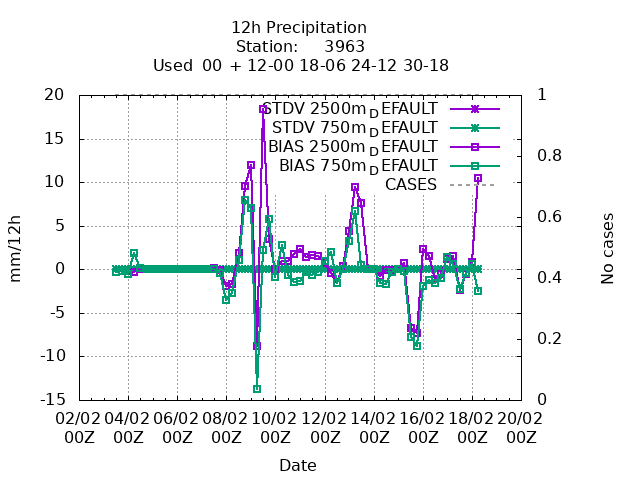 12h Precipitation
Station: 3963
Used 00 + 12-00 18-06 24-12 30-18
STDV 2500m_DEFAULT
STDV 750m_DEFAULT
BIAS 2500m_DEFAULT
BIAS 750m_DEFAULT
CASES
mm/12h
20
15
10
5
0
-5
-10
-15
No cases
1
0.8
0.6
0.4
0.2
0
02/02 04/02 06/02 08/02 10/02 12/02 14/02 16/02 18/02 20/02
00Z 00Z 00Z 00Z 00Z 00Z 00Z 00Z 00Z 00Z
Date